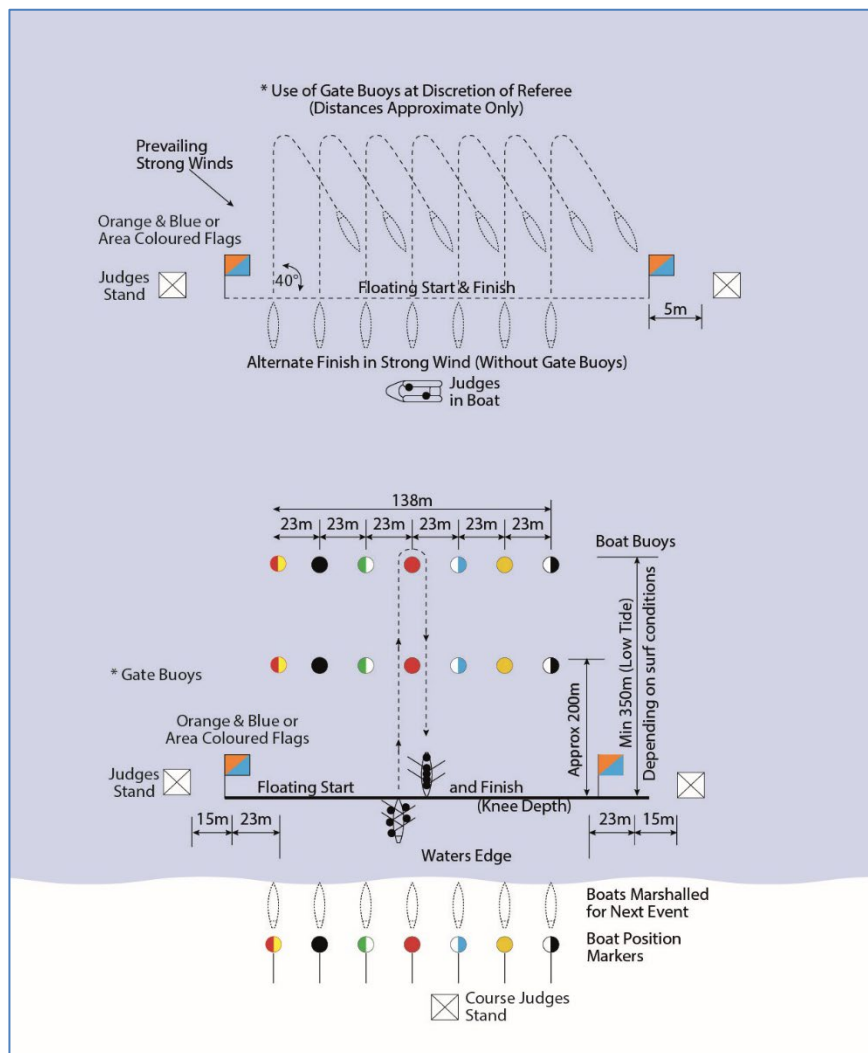 * Use of Gate Buoys at Discretion of Referee
(Distances Approximate Only)
Prevailing
Strong Winds
Orange & Blue or
Area Coloured Flags
Judges
Stand
40°
Floating Start & Finish
5m
Alternate Finish in Strong Wind (Without Gate Buoys)
Judges
in Boat
138m
23m 23m 23m 23m 23m 23m
Boat Buoys
* Gate Buoys
Approx 200m
Min 350m (Low Tide)
Depending on surf conditions
Orange & Blue or
Area Coloured Flags
Judges
Stand
Floating Start and Finish
(Knee Depth)
15m 23m 23m 15m
Waters Edge
Boats Marshalled
for Next Event
Boat Position
Markers
Course Judges
Stand